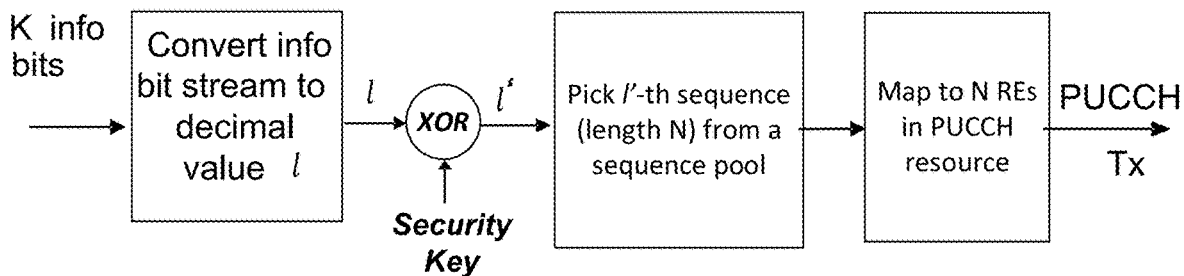 K info
bits
Convert info
bit stream to
decimal
value l
l
XOR
l'
Security
Key
Pick l'-th sequence
(length N) from a
sequence pool
Map to N REs
in PUCCH
resource
PUCCH
Tx